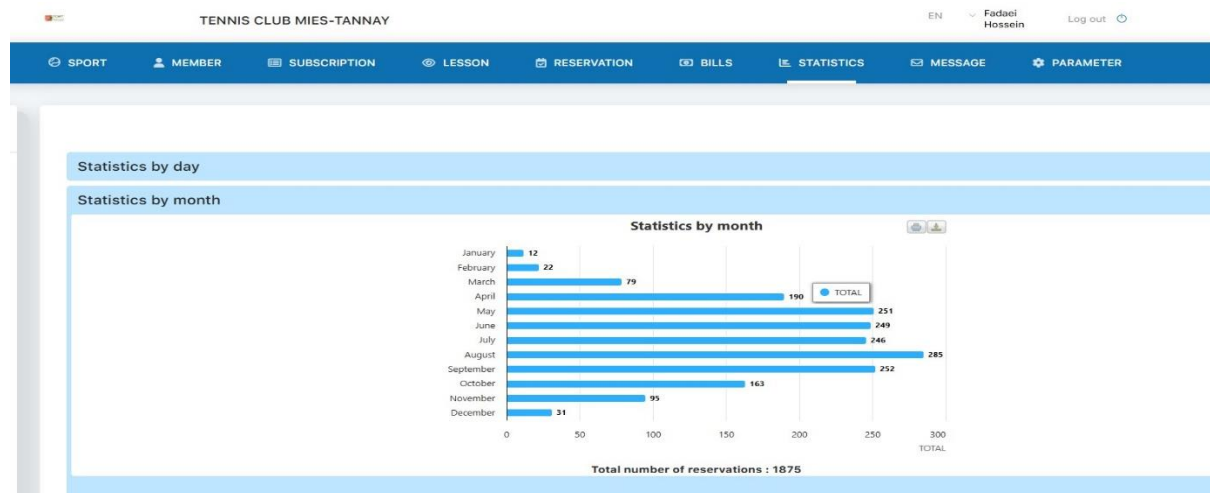 TENNIS CLUB MIES-TANNAY
EN
Fadaei
Hossein
Log out
SPORT MEMBER SUBSCRIPTION LESSON RESERVATION BILLS STATISTICS MESSAGE PARAMETER
Statistics by day
Statistics by month
Statistics by month
January 12
February 22
March 79
April 190
TOTAL
May 251
June 249
July 246
August 285
September 252
October 163
November 95
December 31
0 50 100 150 200 250 300
TOTAL
Total number of reservations : 1875